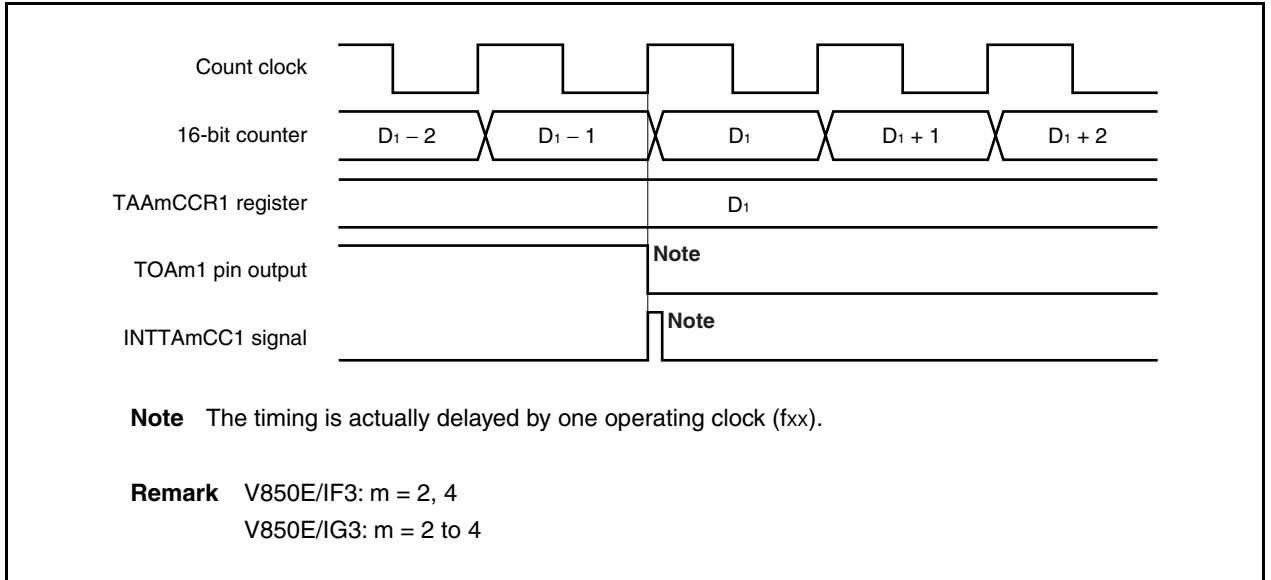 Count clock
16-bit counter D1 − 2 D1 − 1 D1 D1 + 1 D1 + 2
TAAmCCR1 register D1
TOAm1 pin output Note
INTTAmCC1 signal Note
Note The timing is actually delayed by one operating clock (fXX).
Remark V850E/IF3: m = 2, 4
V850E/IG3: m = 2 to 4